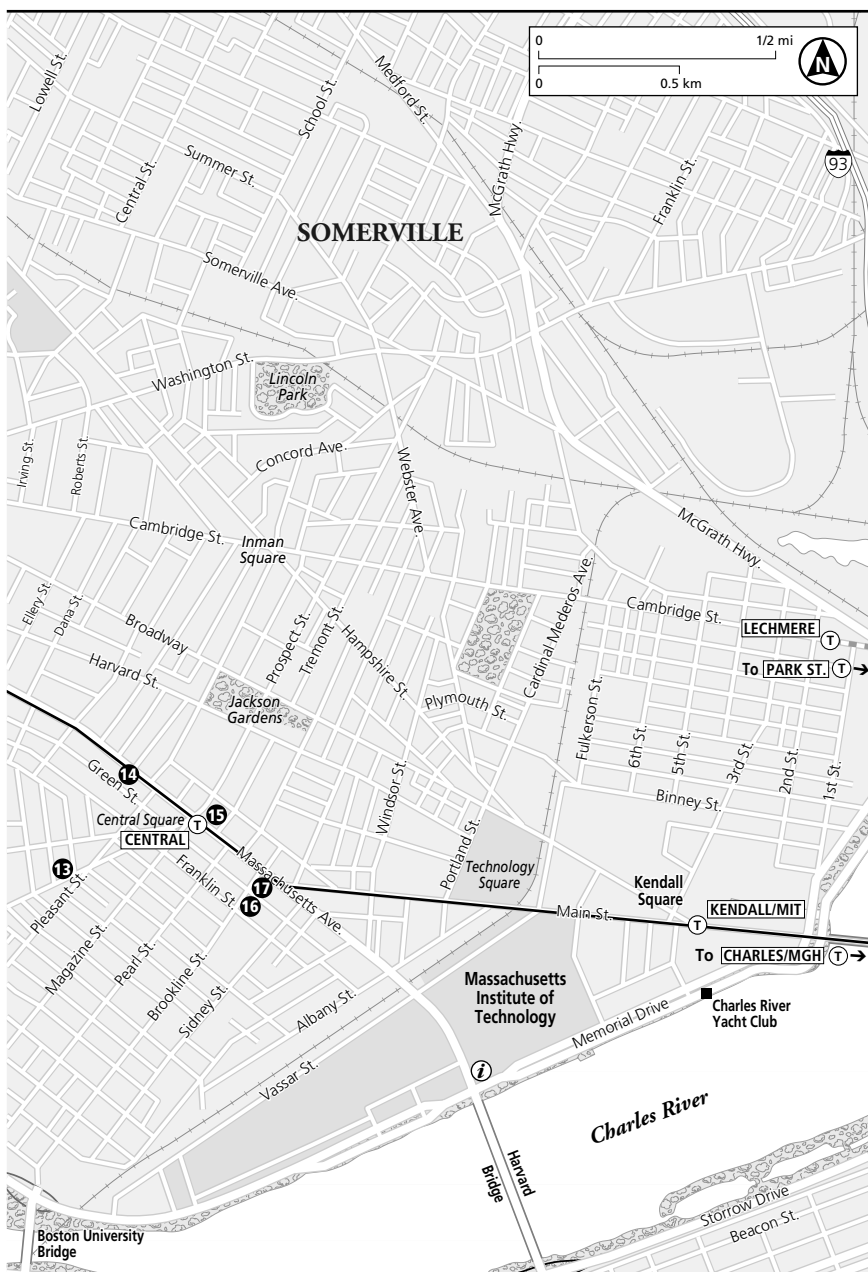 0 1/2 mi
0 0.5 km
N
93
Lowell St.
School St.
Medford St.
McGrath Hwy.
Franklin St.
Central St.
Summer St.
SOMERVILLE
Somerville Ave.
Washington St.
Lincoln
Park
Concord Ave.
Webster Ave.
Irving St.
Roberts St.
Cambridge St.
Inman
Square
McGrath Hwy.
Ellery St.
Dana St.
Broadway
Harvard St.
Prospect St.
Tremont St.
Hampshire St.
Cardinal Mederos Ave.
Cambridge St.
LECHMERE
T
To PARK ST. T
Jackson
Gardens
Plymouth St.
Fulkerson St.
6th St.
5th St.
3rd St.
2nd St.
1st St.
Binney St.
Windsor St.
Portland St.
14
Green St.
Central Square
T
15
CENTRAL
13
Pleasant St.
Franklin St.
Massachusetts Ave.
17
16
Technology
Square
Kendall
Square
KENDALL/MIT
T
Main St.
To CHARLES/MGH T
Magazine St.
Pearl St.
Brookline St.
Sidney St.
Albany St.
Vassar St.
Massachusetts
Institute of
Technology
Memorial Drive
Charles River
Yacht Club
i
Charles River
Harvard
Bridge
Storrow Drive
Beacon St.
Boston University
Bridge